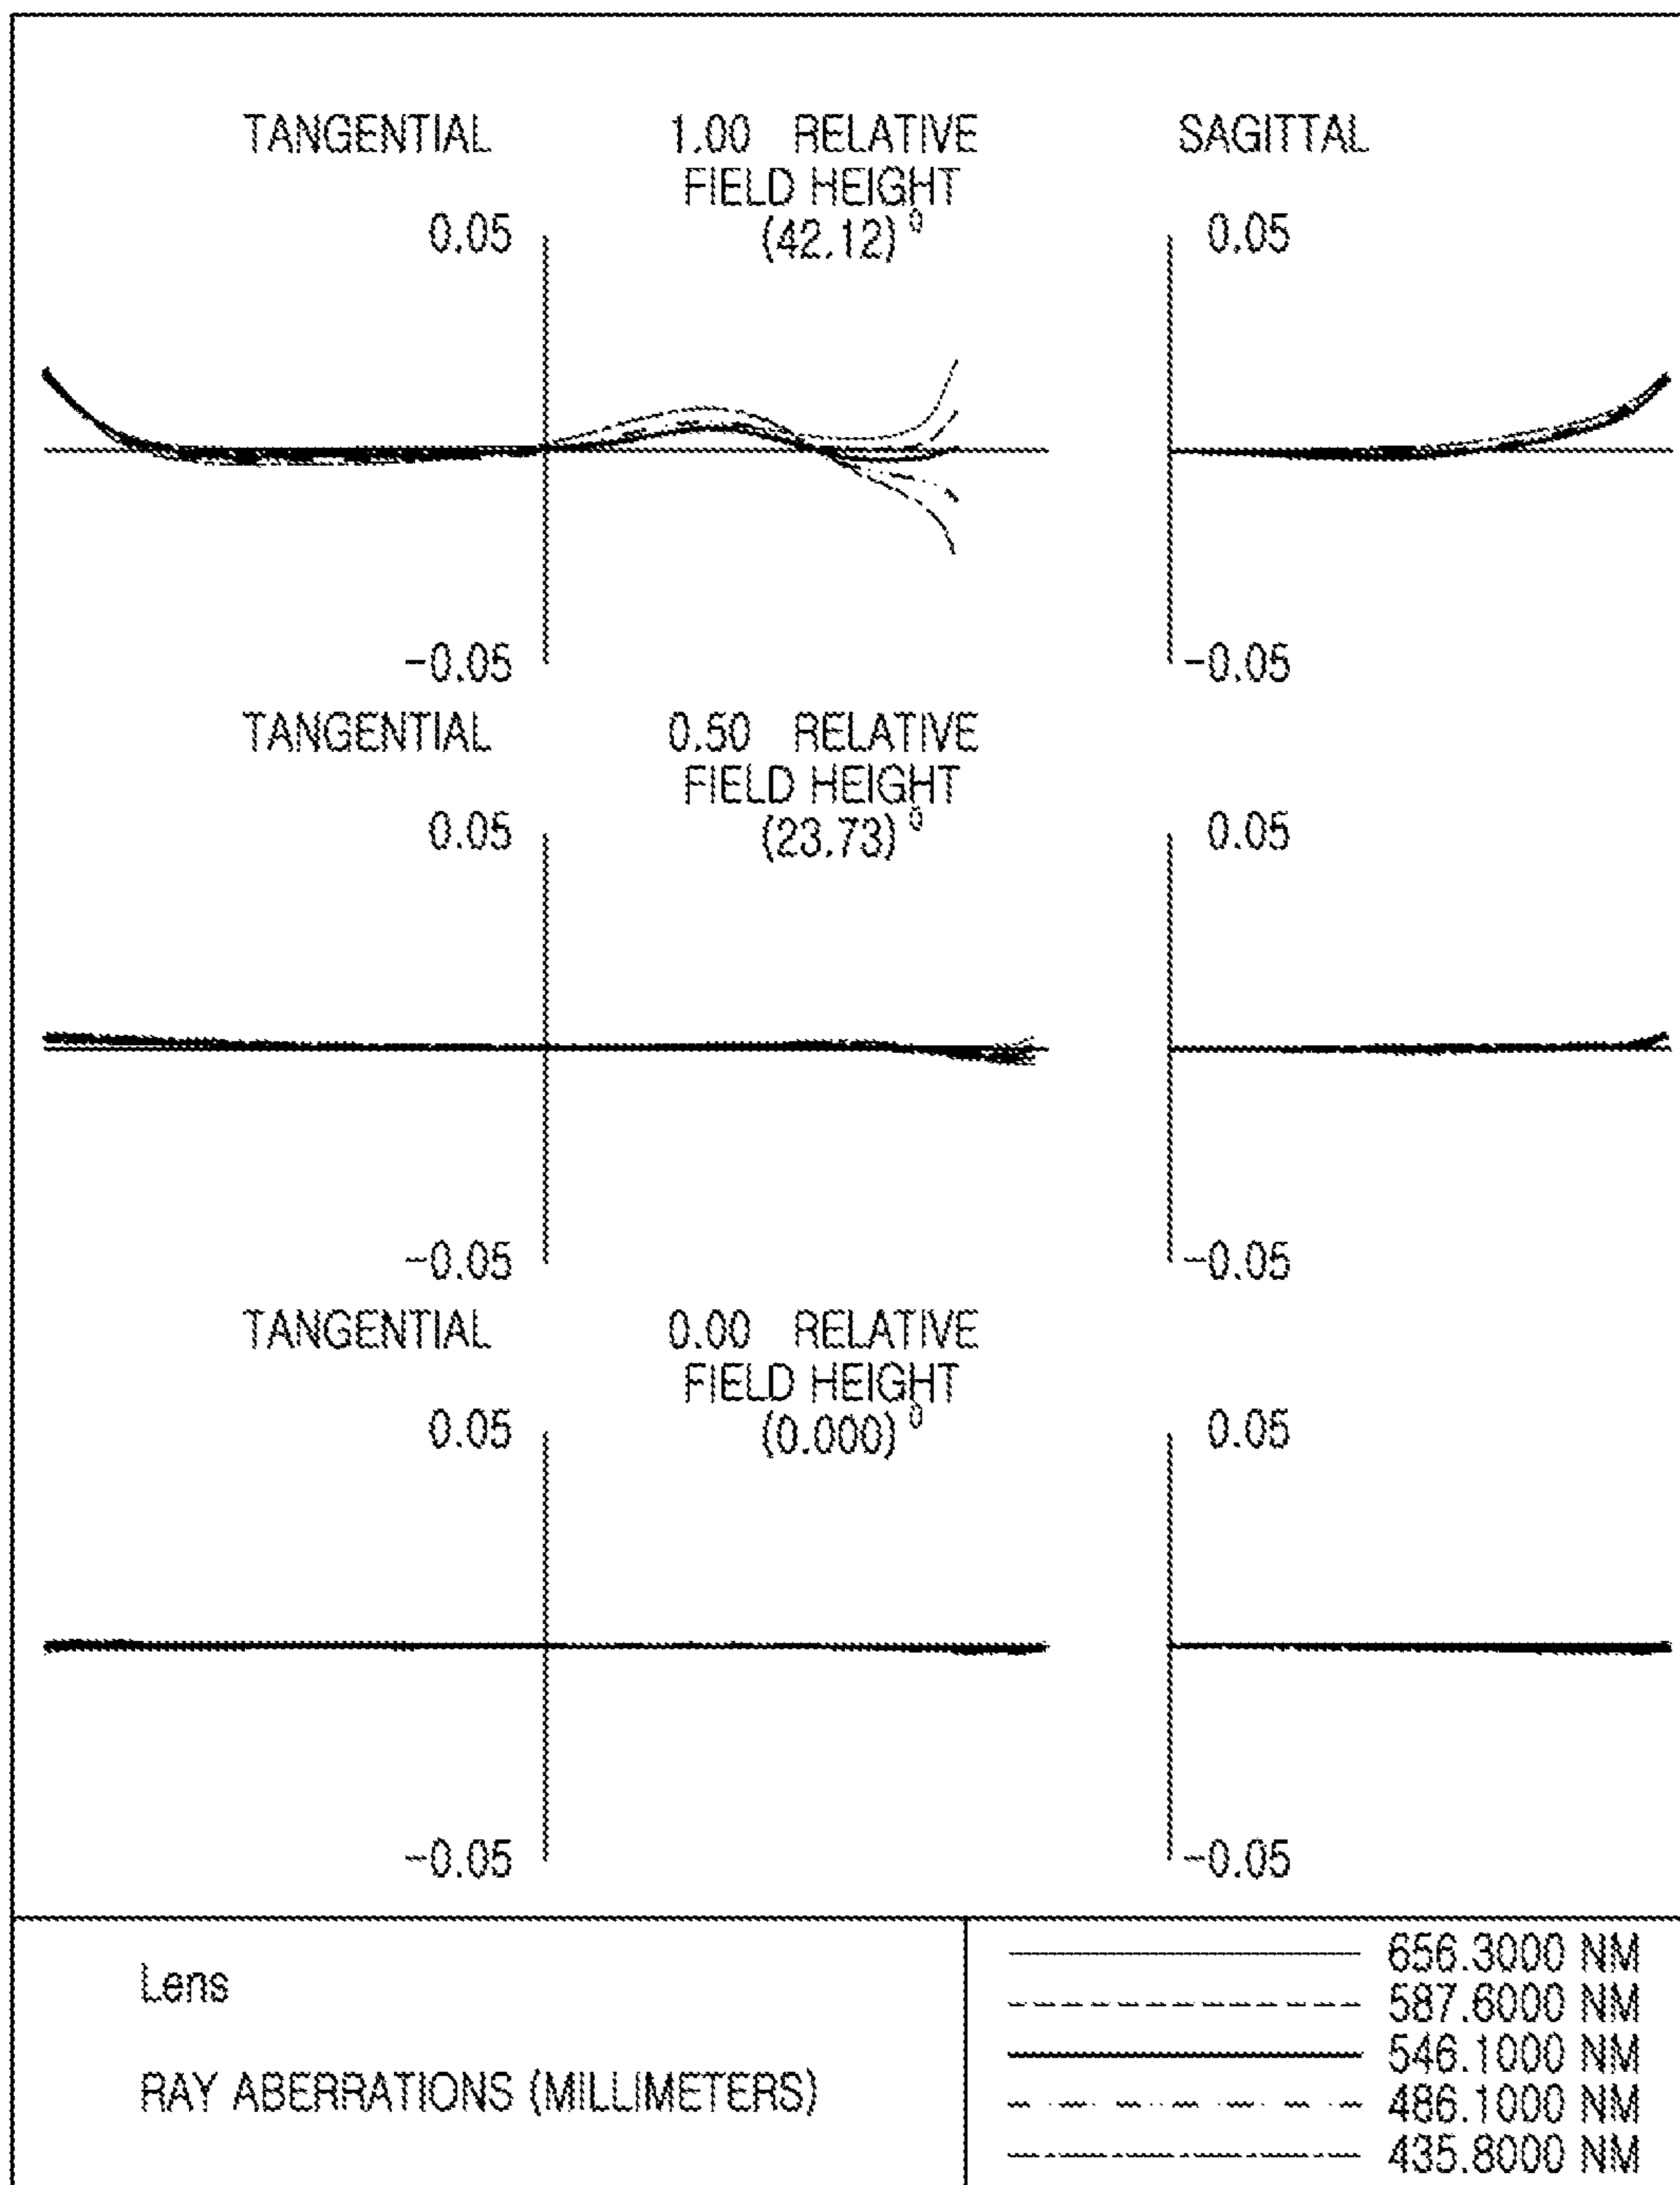 TANGENTIAL 1.00 RELATIVE SAGITTAL
FIELD HEIGHT
0.05 (42.12)⁰ 0.05
-0.05 -0.05
TANGENTIAL 0.50 RELATIVE
FIELD HEIGHT
0.05 (23.73)⁰ 0.05
-0.05 -0.05
TANGENTIAL 0.00 RELATIVE
FIELD HEIGHT
0.05 (0.000)⁰ 0.05
-0.05 -0.05
Lens
RAY ABERRATIONS (MILLIMETERS)
656.3000 NM
587.6000 NM
546.1000 NM
486.1000 NM
435.8000 NM